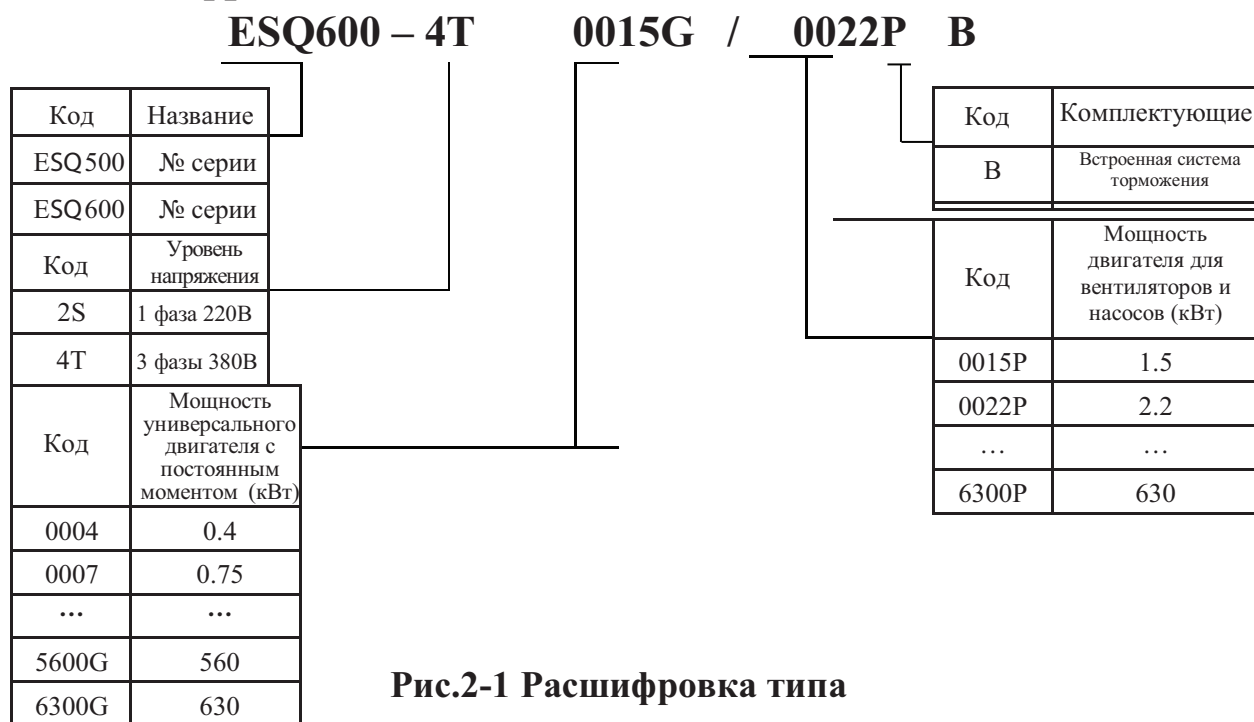 ESQ600 – 4T 0015G / 0022P B
Код Название
ESQ500 № серии
ESQ600 № серии
Код Уровень
напряжения
2S 1 фаза 220В
4T 3 фазы 380В
Код Мощность
универсального
двигателя с
постоянным
моментом (кВт)
0004 0.4
0007 0.75
... ...
5600G 560
6300G 630
Код Комплектующие
B Встроенная система
торможения
Код Мощность
двигателя для
вентиляторов и
насосов (кВт)
0015P 1.5
0022P 2.2
... ...
6300P 630
Рис.2-1 Расшифровка типа